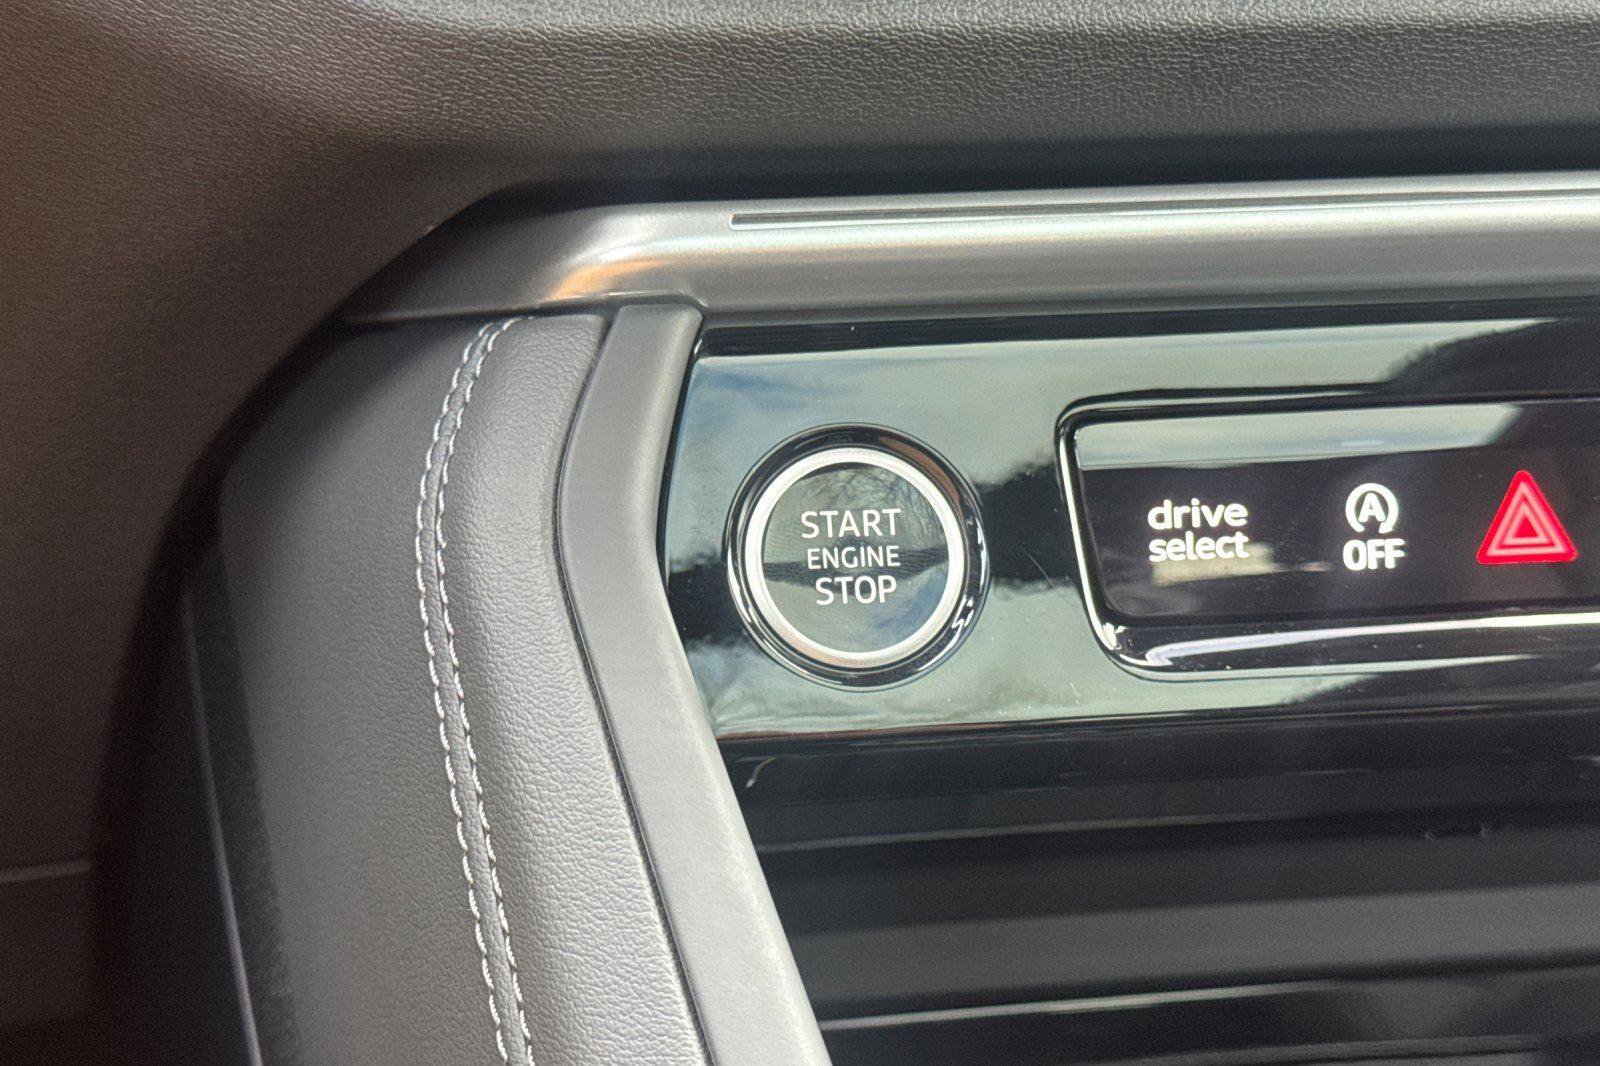 START
ENGINE
STOP
drive
select
A
OFF